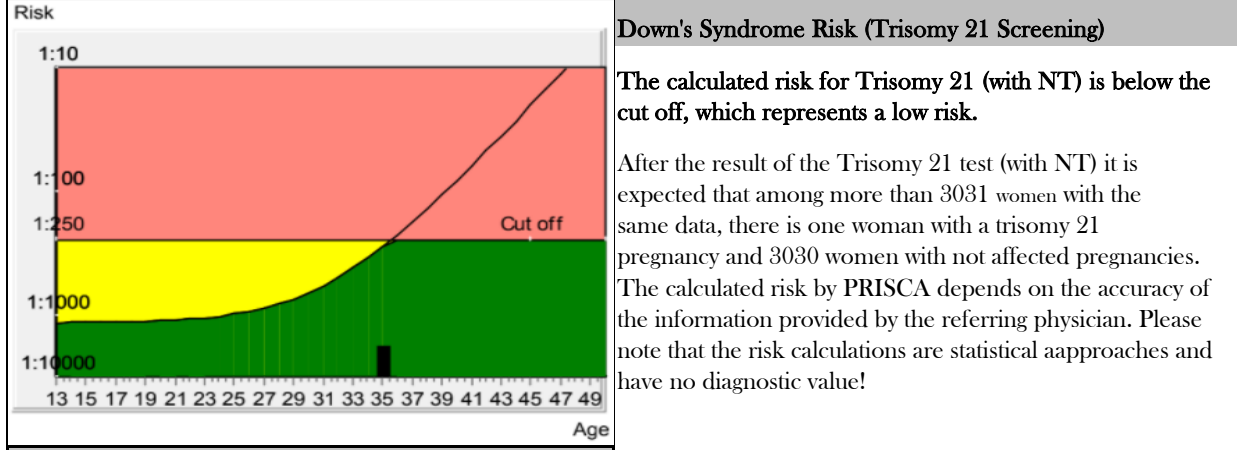 Risk
1:10
1:100
1:250
Cut off
1:1000
1:10000
13 15 17 19 21 23 25 27 29 31 33 35 37 39 41 43 45 47 49
Age
Down's Syndrome Risk (Trisomy 21 Screening)
The calculated risk for Trisomy 21 (with NT) is below the
cut off, which represents a low risk.
After the result of the Trisomy 21 test (with NT) it is
expected that among more than 3031 women with the
same data, there is one woman with a trisomy 21
pregnancy and 3030 women with not affected pregnancies.
The calculated risk by PRISCA depends on the accuracy of
the information provided by the referring physician. Please
note that the risk calculations are statistical aapproaches and
have no diagnostic value!